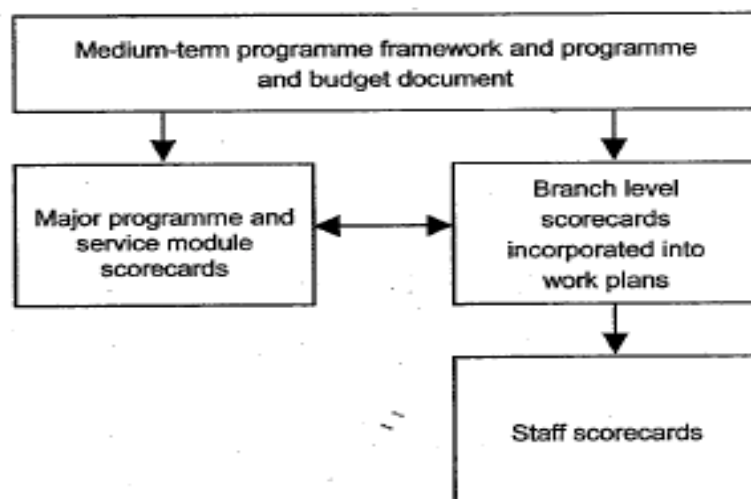 Medium-term programme framework and programme
and budget document
Major programme and
service module
scorecards
Branch level
scorecards
incorporated into
work plans
Staff scorecards